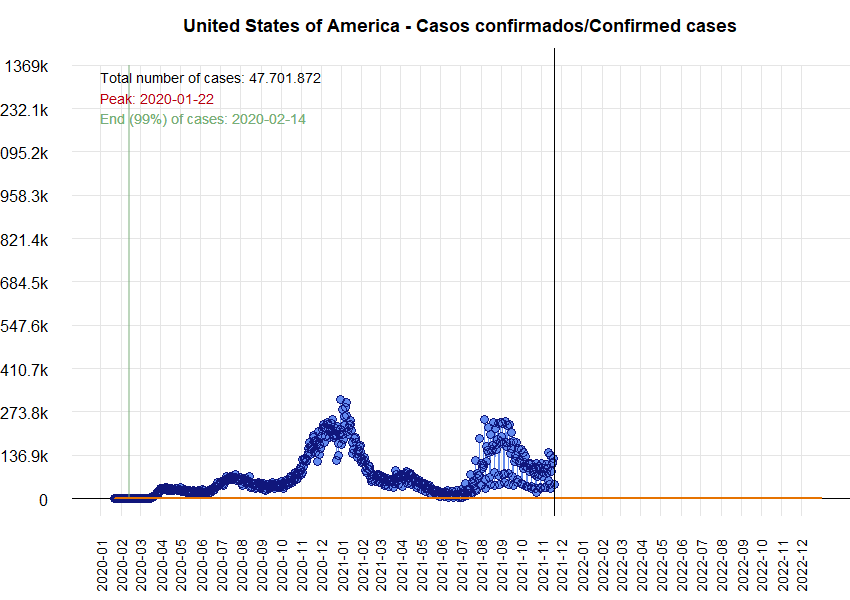 United States of America - Casos confirmados/Confirmed cases
1369k
Total number of cases: 47.701.872
Peak: 2020-01-22
232.1k
End (99%) of cases: 2020-02-14
095.2k
958.3k
821.4k
684.5k
547.6k
410.7k
273.8k
136.9k
0
2020-01
2020-02
2020-03
2020-04
2020-05
2020-06
2020-07
2020-08
2020-09
2020-10
2020-11
2020-12
2021-01
2021-02
2021-03
2021-04
2021-05
2021-06
2021-07
2021-08
2021-09
2021-10
2021-11
2021-12
2022-01
2022-02
2022-03
2022-04
2022-05
2022-06
2022-07
2022-08
2022-09
2022-10
2022-11
2022-12